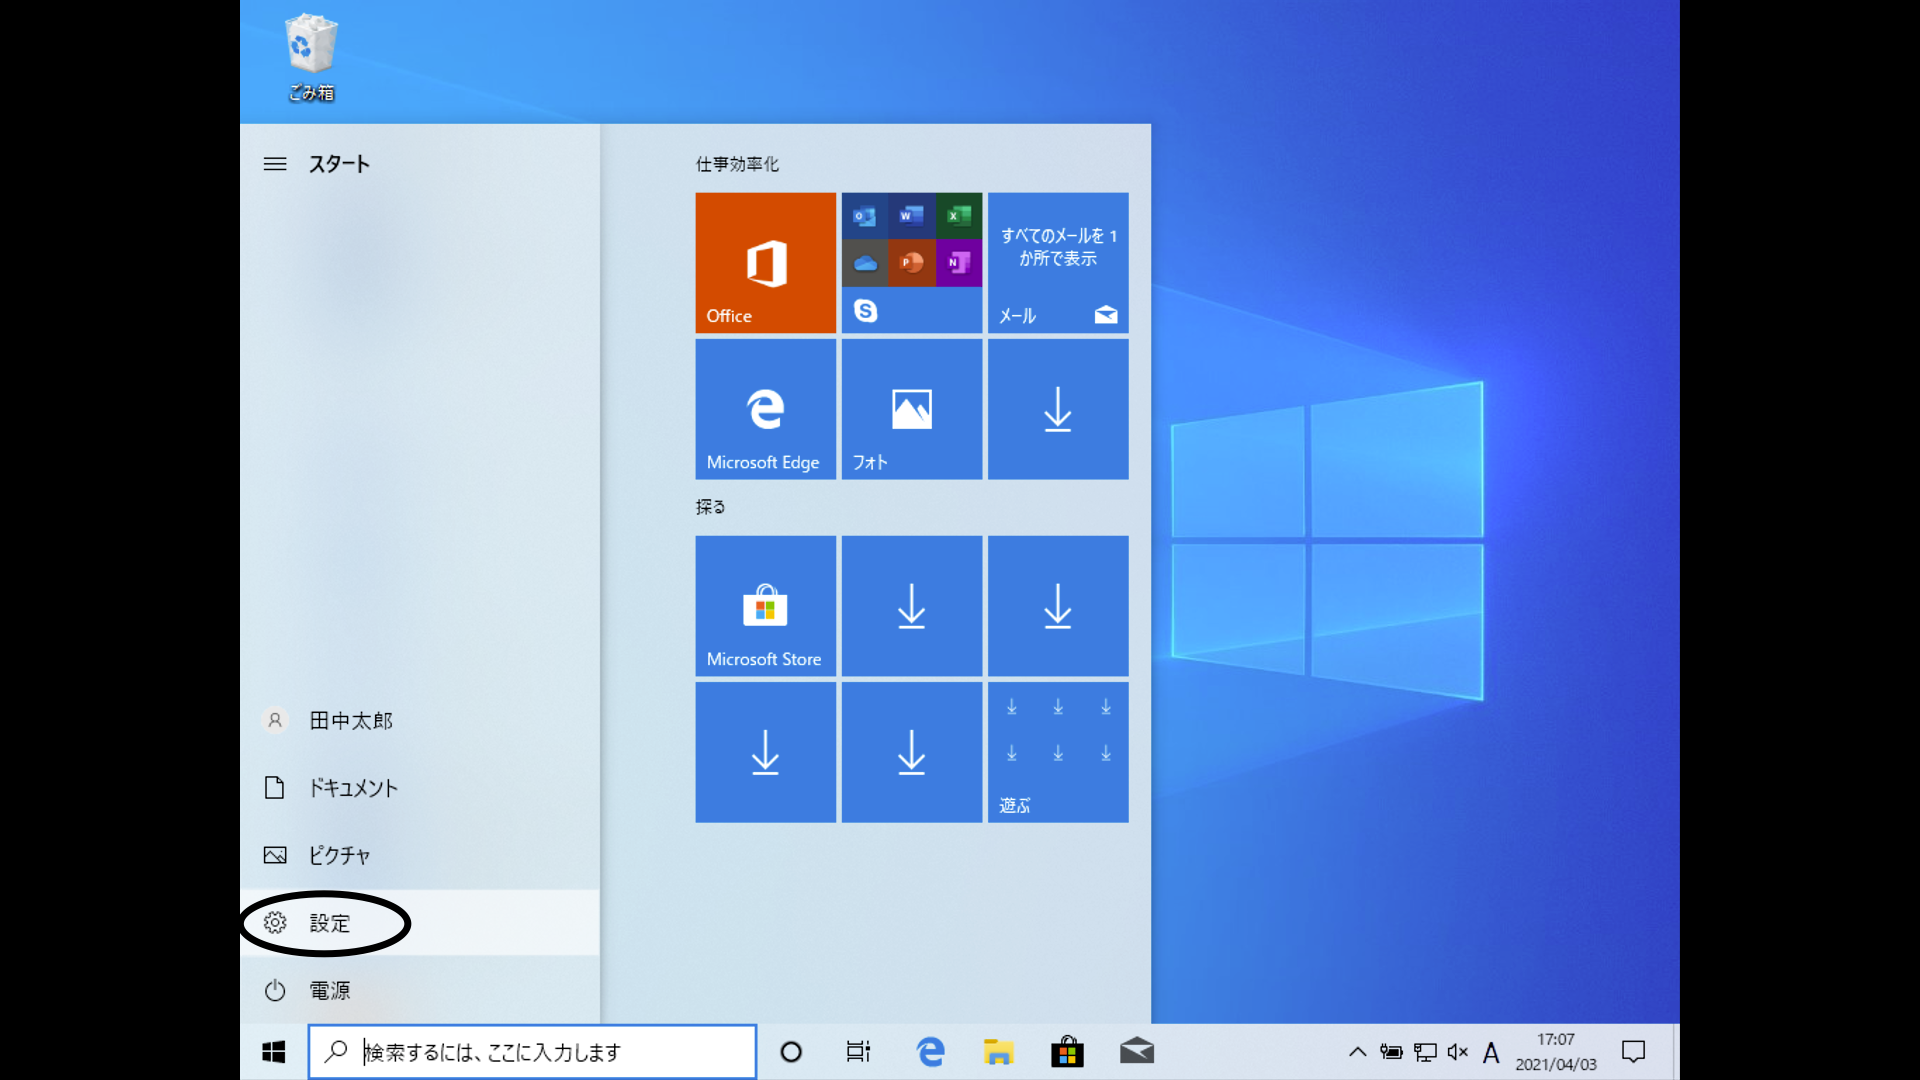 ごみ箱
スタート
仕事効率化
Office
すべてのメールを 1
か所で表示
メール
Microsoft Edge
フォト
探る
Microsoft Store
遊ぶ
田中太郎
ドキュメント
ピクチャ
設定
電源
検索するには、ここに入力します
A
17:07
2021/04/03